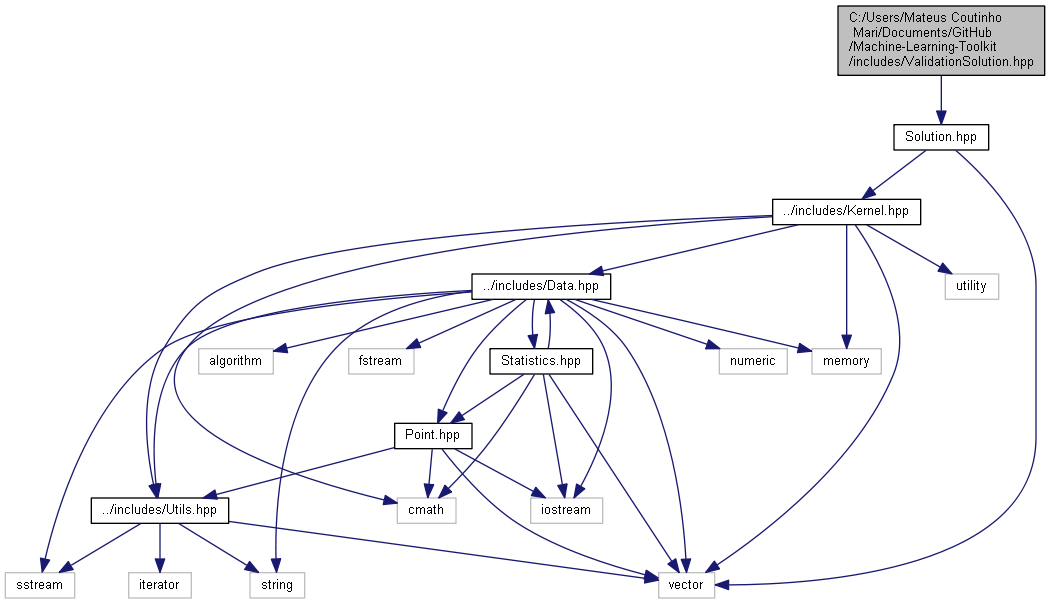 C:/Users/Mateus Coutinho
Mari/Documents/GitHub
/Machine-Learning-Toolkit
/includes/ValidationSolution.hpp
Solution.hpp
../includes/Kernel.hpp
../includes/Data.hpp
utility
algorithm
fstream
Statistics.hpp
numeric
memory
Point.hpp
../includes/Utils.hpp
cmath
iostream
sstream
iterator
string
vector